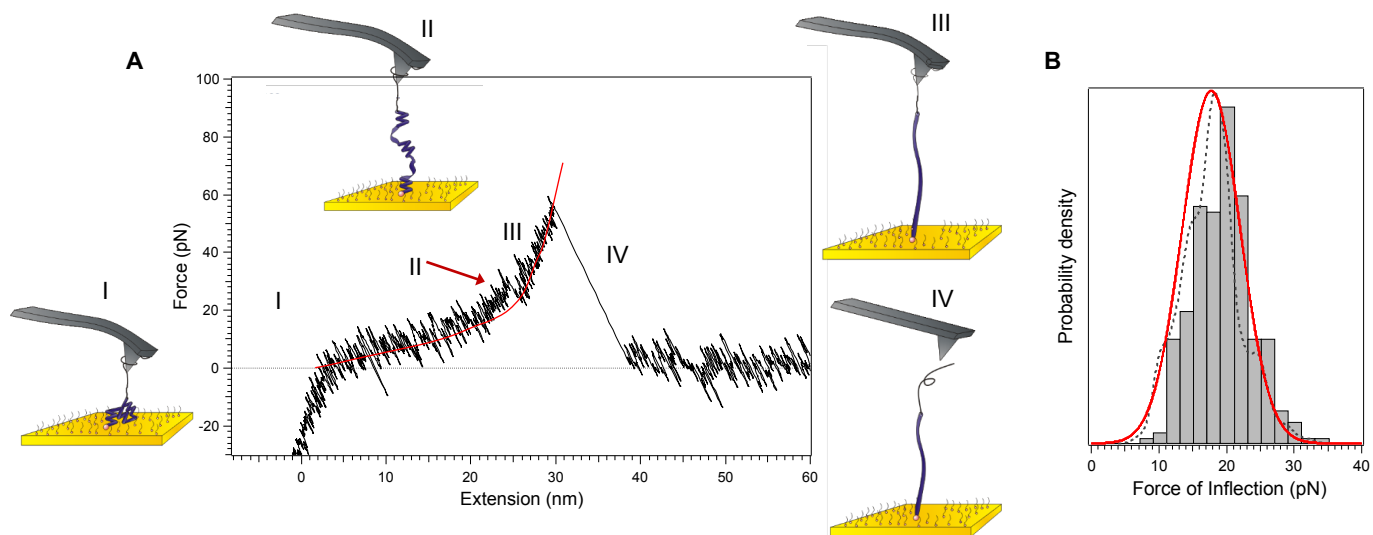 A
II
III
B
I
IV
Force (pN)
100
80
60
40
20
0
-20
I
II
III
IV
0
10
20
30
40
50
60
Extension (nm)
Probability density
0
10
20
30
40
Force of Inflection (pN)